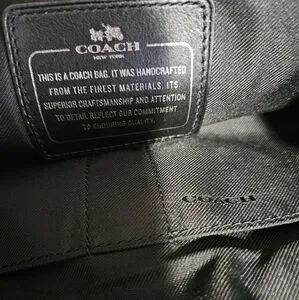 COACH
NEW YORK
THIS IS A COACH BAG. IT WAS HANDCRAFTED
FROM THE FINEST MATERIALS. ITS
SUPERIOR CRAFTSMANSHIP AND ATTENTION
TO DETAIL REFLECT OUR COMMITMENT
TO ENDURING QUALITY.
COACH